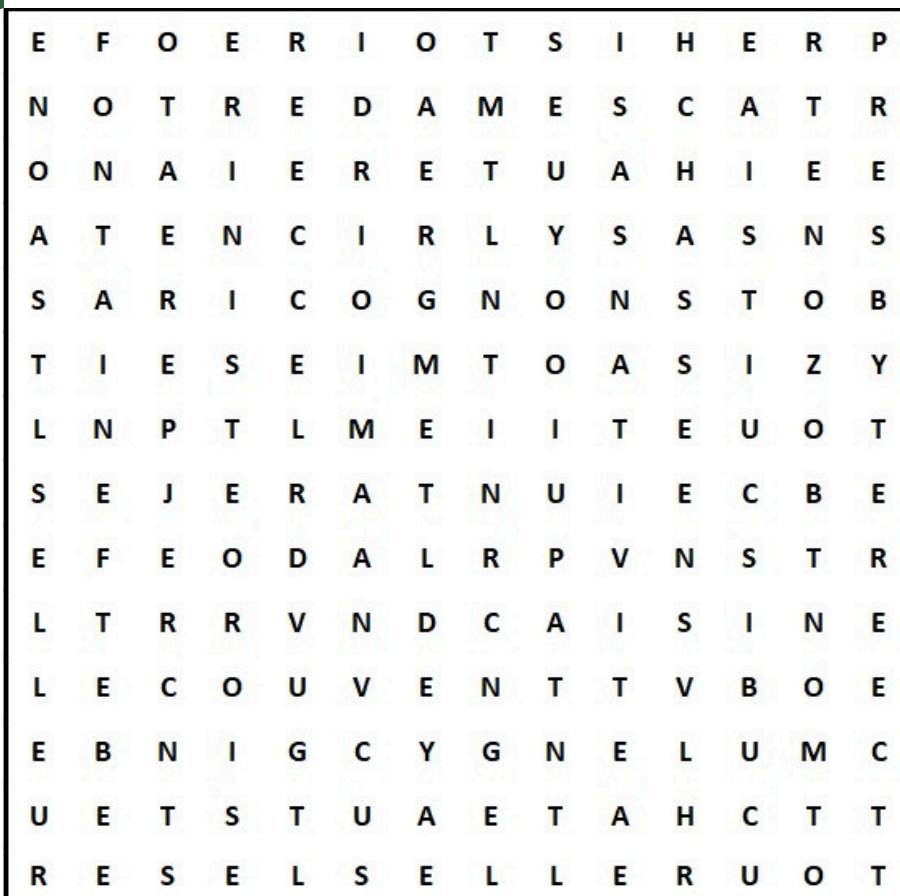 E F O E R I O T S I H E R P
N O T R E D A M E S C A T R
O N A I E R E T U A H I E E
A T E N C I R L Y S A S N S
S A R I C O G N O N S T O B
T I E S E I M T O A S I Z Y
L N P T L M E I I T E U O T
S E J E R A T N U I E C B E
E F E O D A L R P V N S T R
L T R R V N D C A I S I N E
L E C O U V E N T T V B O E
E B N I G C Y G N E L U M C
U E T S T U A E T A H C T T
R E S E L S E L L E R U O T